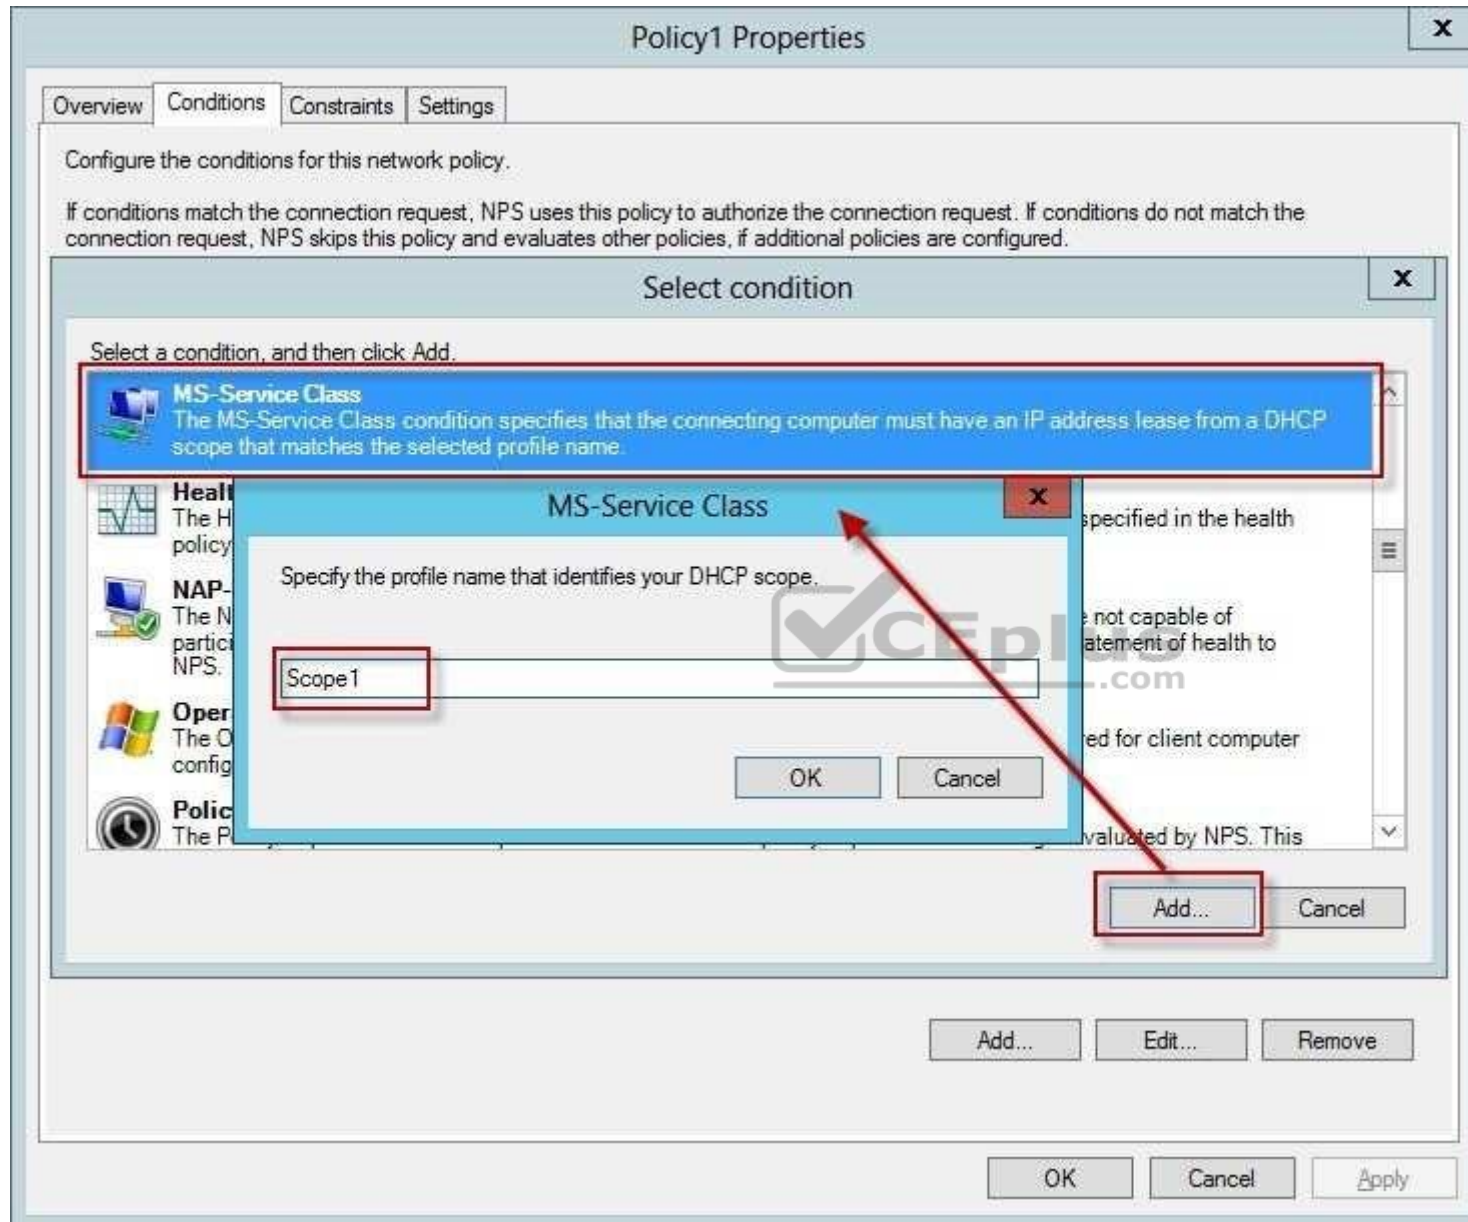 Policy1 Properties
x
Overview
Conditions
Constraints
Settings
Configure the conditions for this network policy.
If conditions match the connection request, NPS uses this policy to authorize the connection request. If conditions do not match the
connection request, NPS skips this policy and evaluates other policies, if additional policies are configured.
Select condition
x
Select a condition, and then click Add.
MS-Service Class
The MS-Service Class condition specifies that the connecting computer must have an IP address lease from a DHCP
scope that matches the selected profile name.
MS-Service Class
x
Specify the profile name that identifies your DHCP scope.
Scope1
OK
Cancel
The H
specified in the health
policy
NAP-
The N
not capable of
NPS.
The O
for client computer
The P
by NPS. This
CEplus
.com
Add...
Cancel
Add...
Edit...
Remove
OK
Cancel
Apply